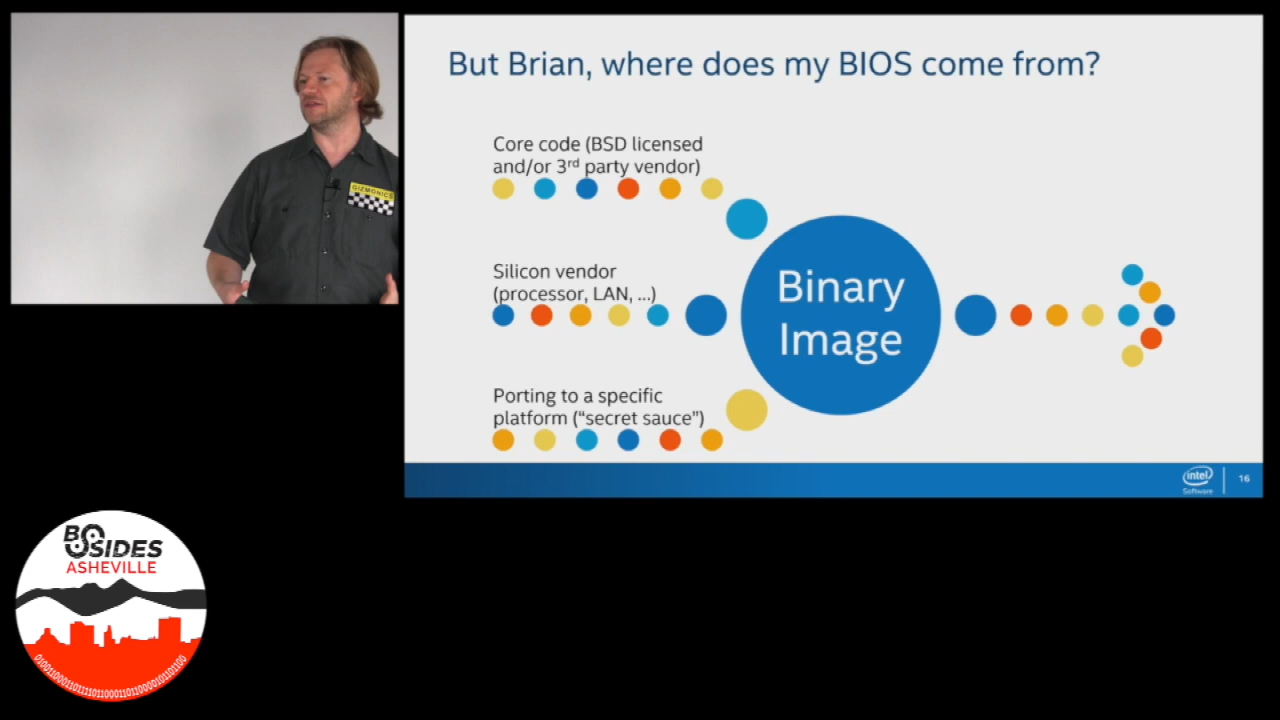 But Brian, where does my BIOS come from?
Core code (BSD licensed
and/or 3rd party vendor)
Silicon vendor
(processor, LAN, ...)
Porting to a specific
platform (“secret sauce”)
Binary
Image
intel
Software
16
GIZMONICS
BSIDES
ASHEVILLE